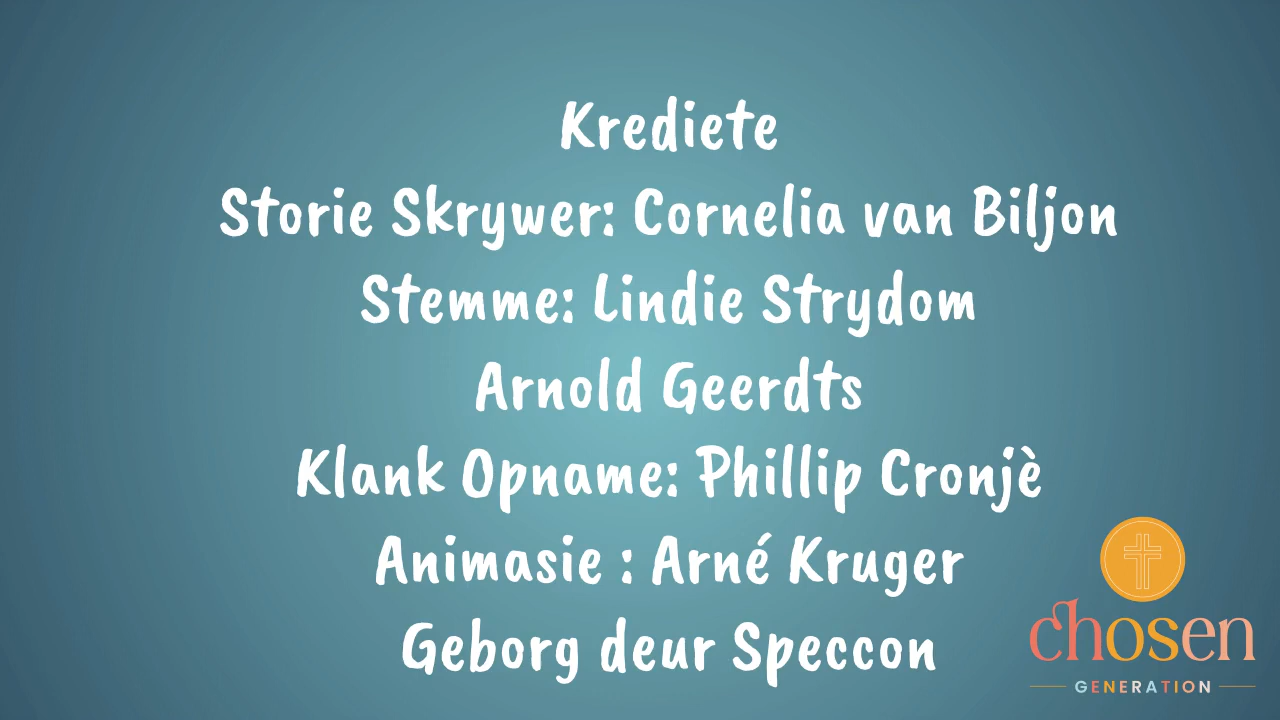 Krediete
Storie Skrywer: Cornelia van Biljon
Stemme: Lindie Strydom
Arnold Geerdts
Klank Opname: Phillip Cronjè
Animasie : Arné Kruger
Geborg deur Speccon
chosen
GENERATION